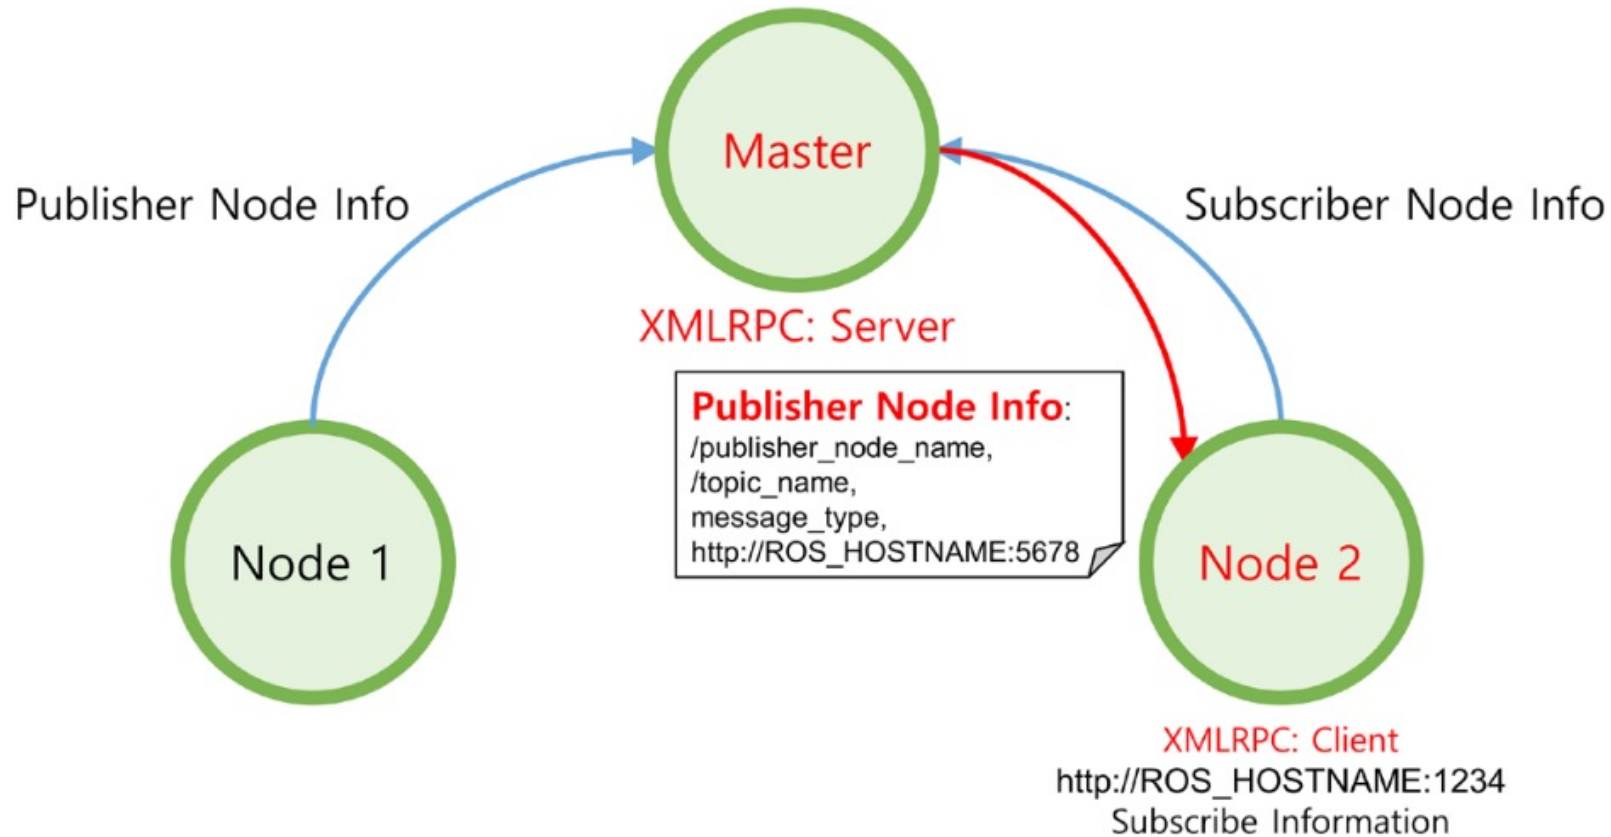 Master
Publisher Node Info
Subscriber Node Info
XMLRPC: Server
Publisher Node Info:
/publisher_node_name,
/topic_name,
message_type,
http://ROS_HOSTNAME:5678
Node 1
Node 2
XMLRPC: Client
http://ROS_HOSTNAME:1234
Subscribe Information